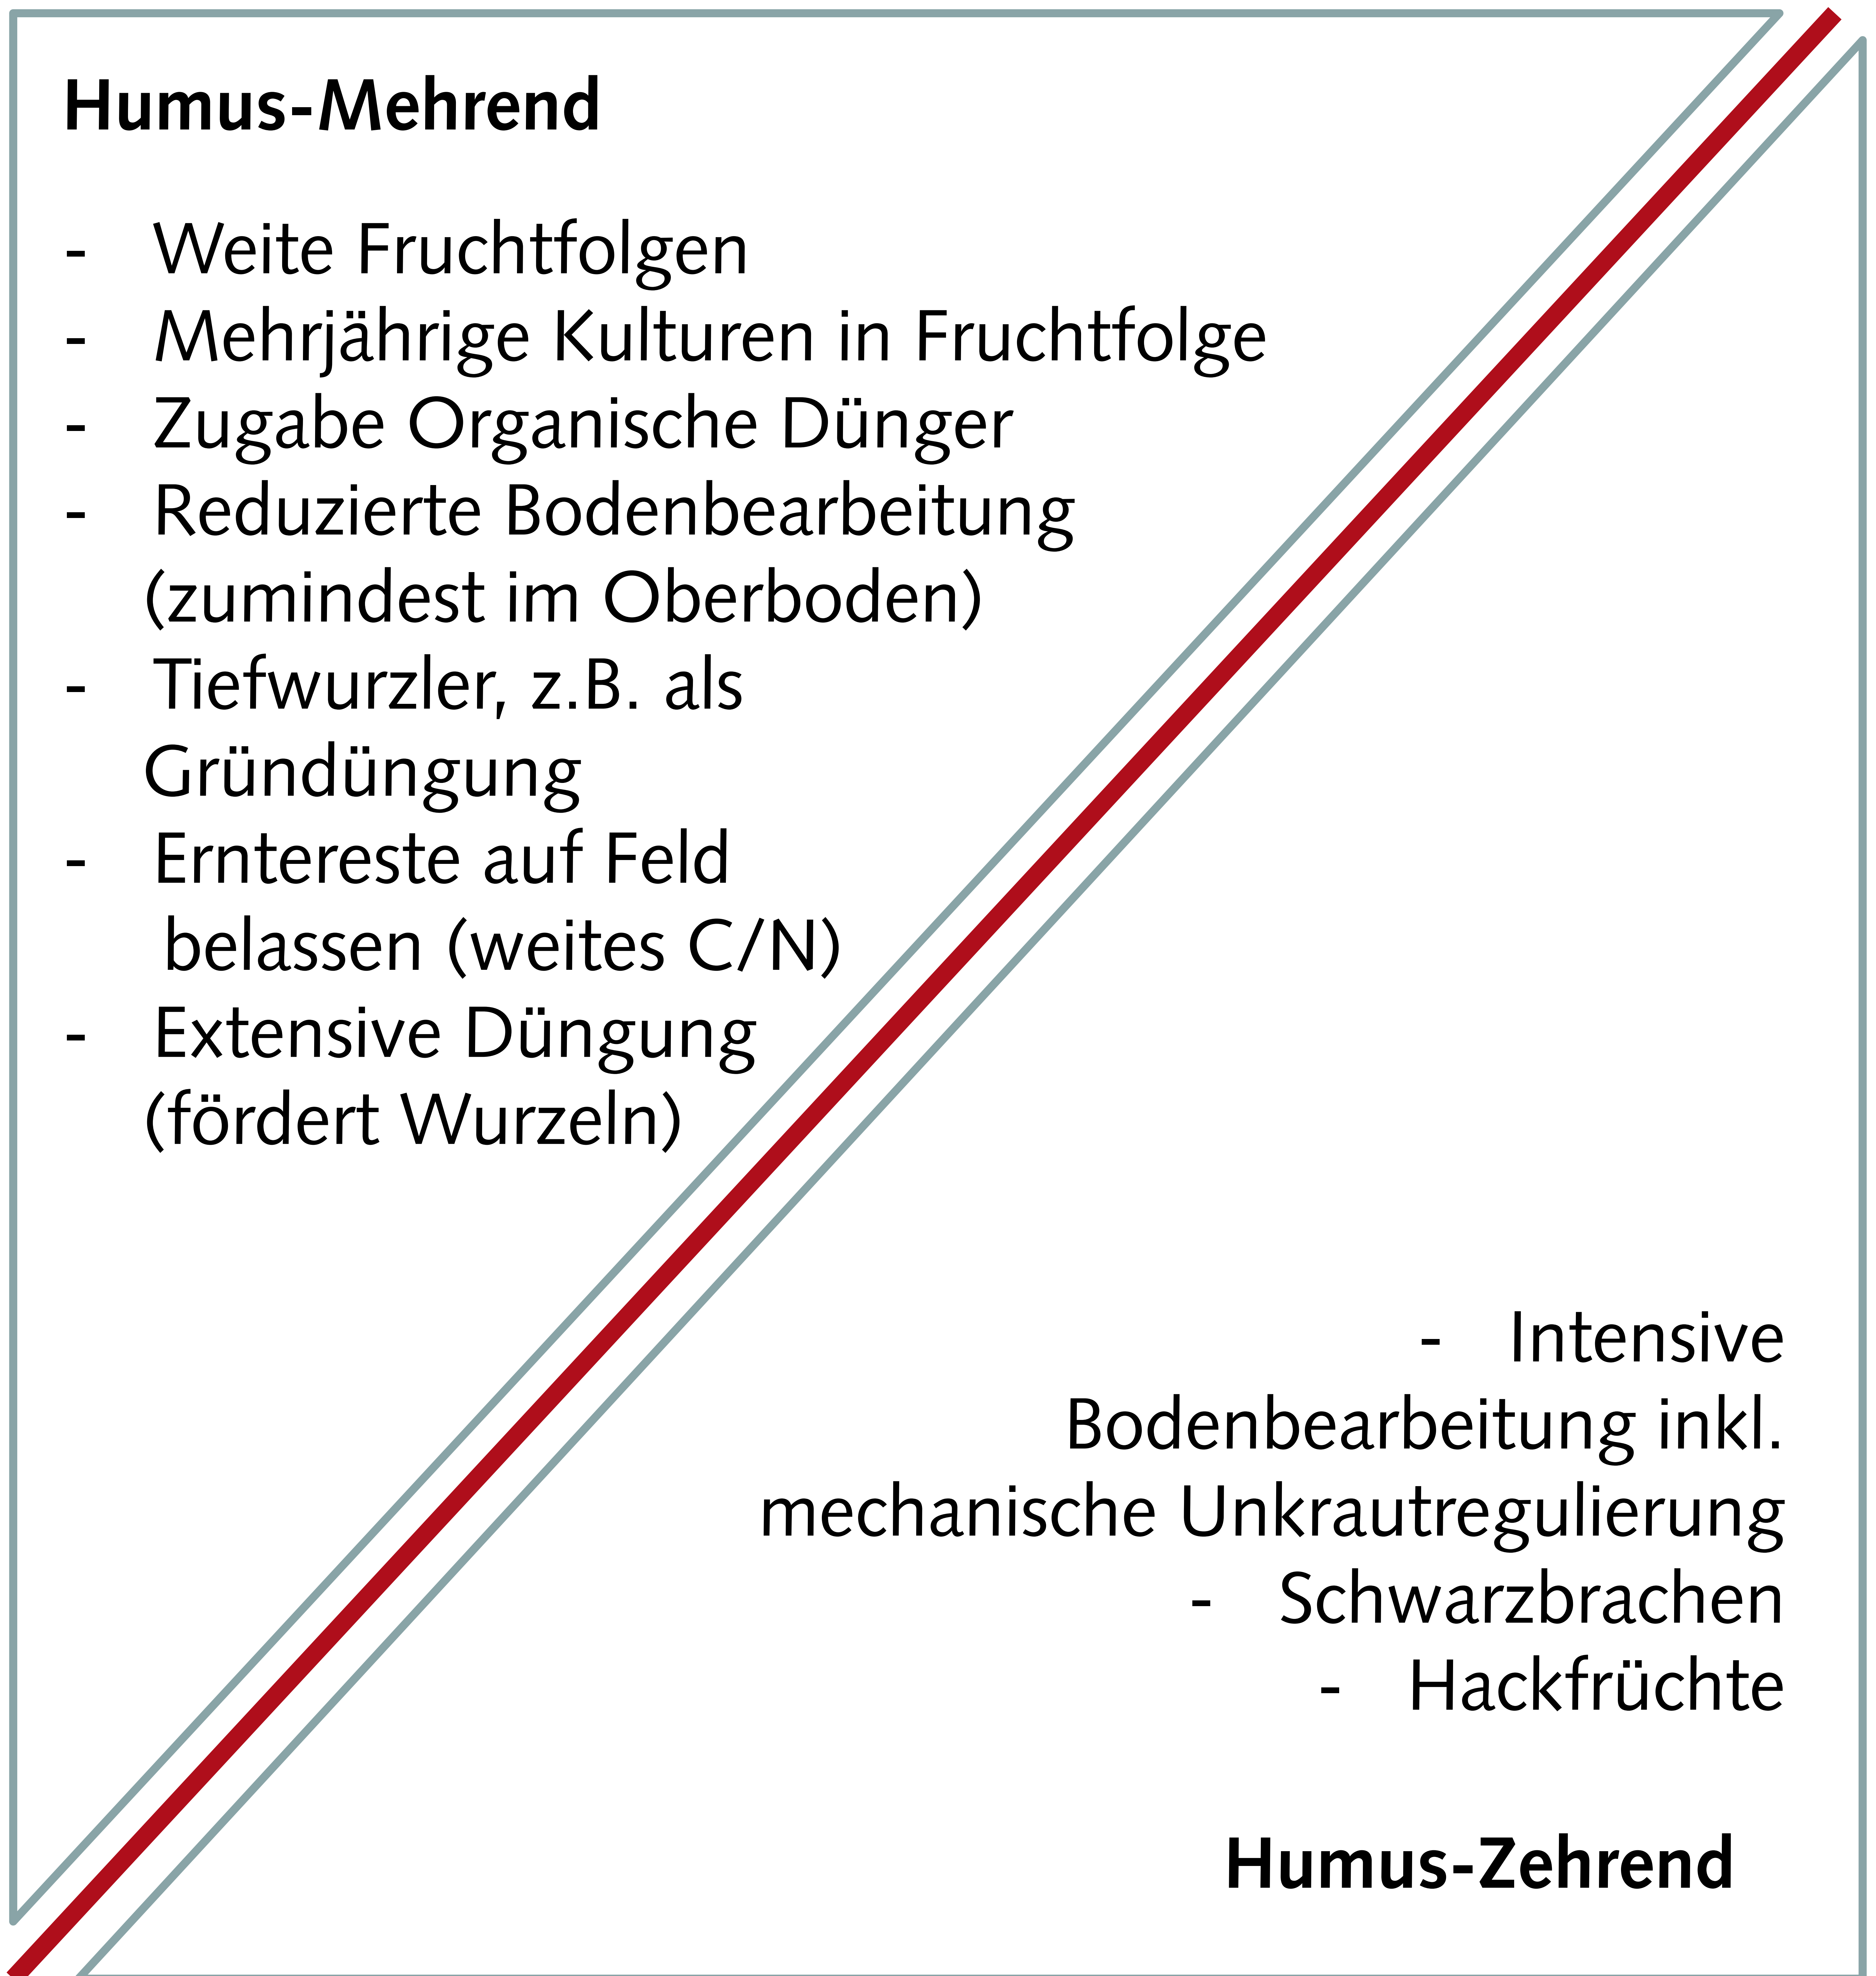 Humus-Mehrend
- Weite Fruchtfolgen
- Mehrjährige Kulturen in Fruchtfolge
- Zugabe Organische Dünger
- Reduzierte Bodenbearbeitung
(zumindest im Oberboden)
- Tiefwurzler, z.B. als
Gründüngung
- Erntereste auf Feld
belassen (weites C/N)
- Extensive Düngung
(fördert Wurzeln)
- Intensive
Bodenbearbeitung inkl.
mechanische Unkrautregulierung
- Schwarzbrachen
- Hackfrüchte
Humus-Zehrend